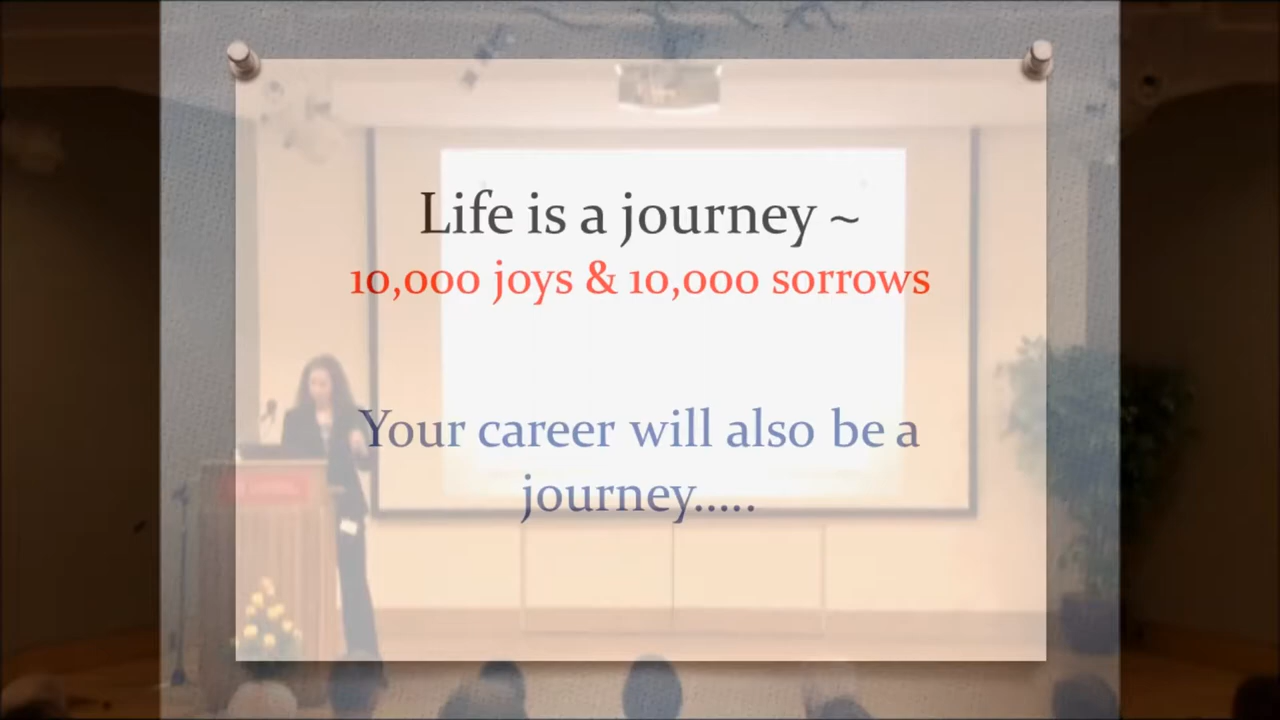 Life is a journey ~
10,000 joys & 10,000 sorrows
Your career will also be a
journey.....